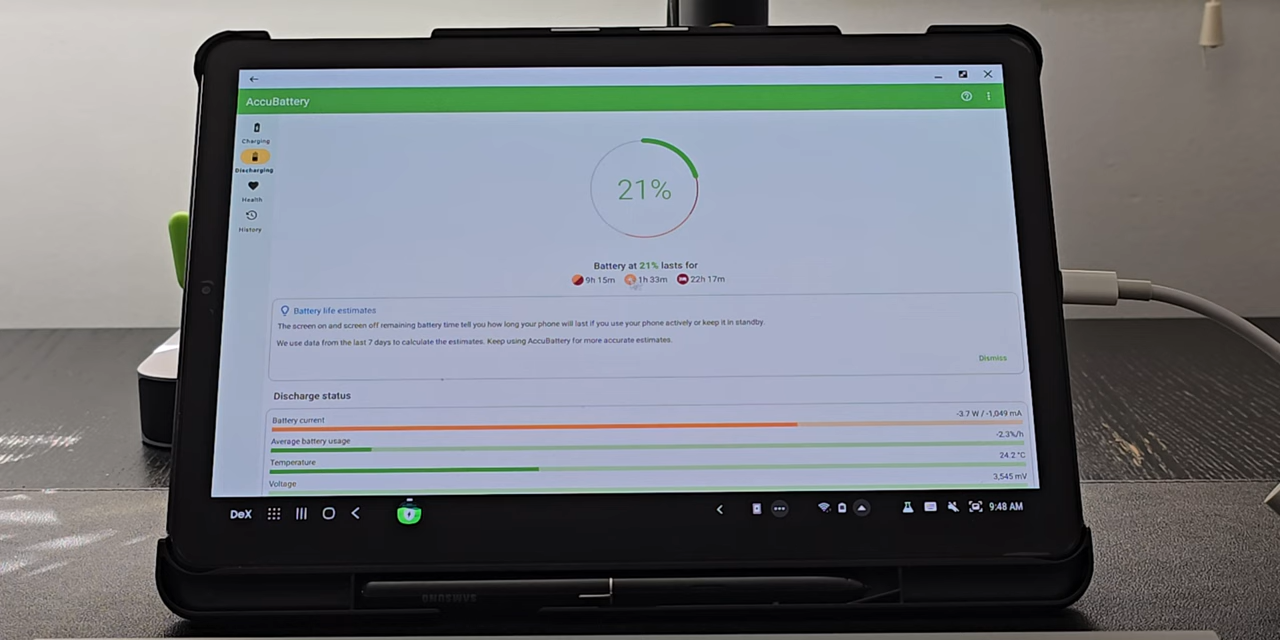 AccuBattery
Charging
Discharging
Health
History
21%
Battery at 21% lasts for
9h 15m 1h 33m 22h 17m
Battery life estimates
The screen on and screen off remaining battery time tell you how long your phone will last if you use your phone actively or keep it in standby.
We use data from the last 7 days to calculate the estimates. Keep using AccuBattery for more accurate estimates.
Dismiss
Discharge status
Battery current -3.7 W / -1,049 mA
Average battery usage -2.3%/h
Temperature 24.2°C
Voltage 3,545 mV
DeX 9:48 AM
SAMSUNG